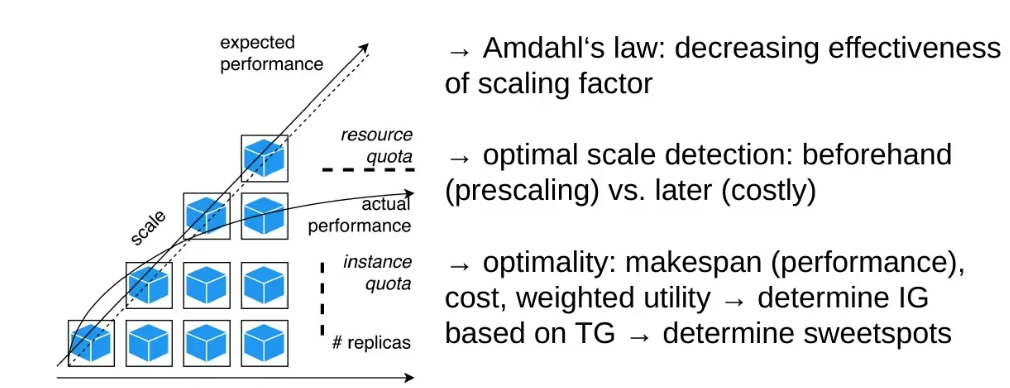 expected
performance
resource
quota
scale
actual
performance
instance
quota
# replicas
→ Amdahl‘s law: decreasing effectiveness
of scaling factor
→ optimal scale detection: beforehand
(prescaling) vs. later (costly)
→ optimality: makespan (performance),
cost, weighted utility → determine IG
based on TG → determine sweetspots